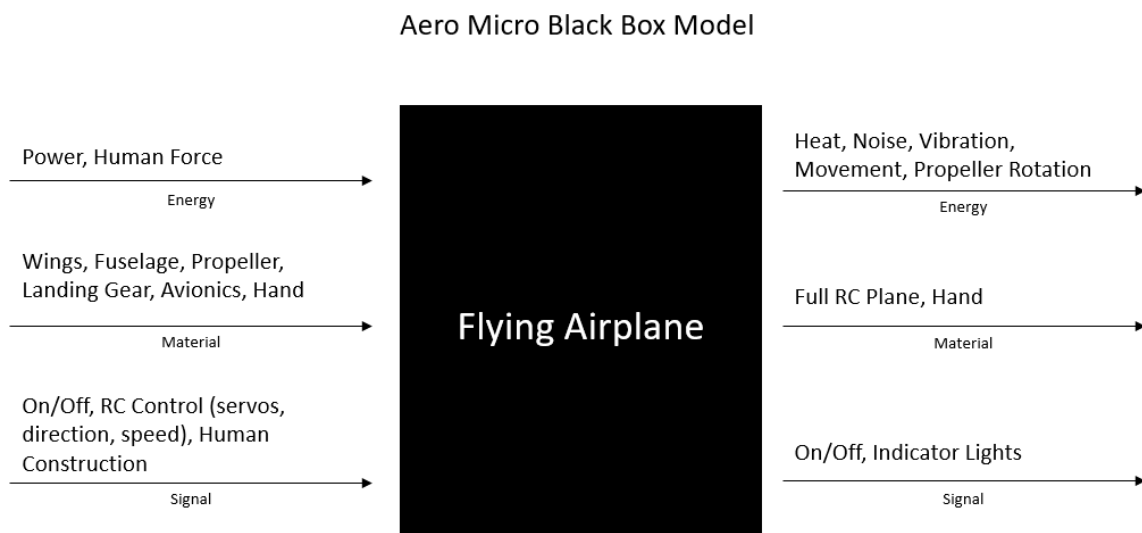 Aero Micro Black Box Model
Power, Human Force
Energy
Wings, Fuselage, Propeller,
Landing Gear, Avionics, Hand
Material
On/Off, RC Control (servos,
direction, speed), Human
Construction
Signal
Flying Airplane
Heat, Noise, Vibration,
Movement, Propeller Rotation
Energy
Full RC Plane, Hand
Material
On/Off, Indicator Lights
Signal